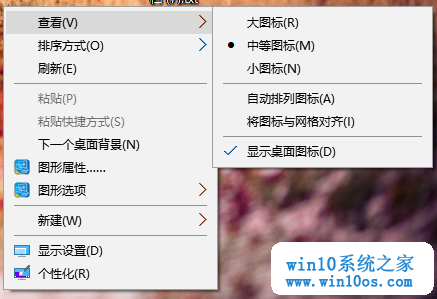 查看(V)
排序方式(O)
刷新(E)
粘贴(P)
粘贴快捷方式(S)
下一个桌面背景(N)
图形属性......
图形选项
新建(W)
显示设置(D)
个性化(R)
大图标(R)
中等图标(M)
小图标(N)
自动排列图标(A)
将图标与网格对齐(I)
显示桌面图标(D)
win10系统之家
www.win10os.com